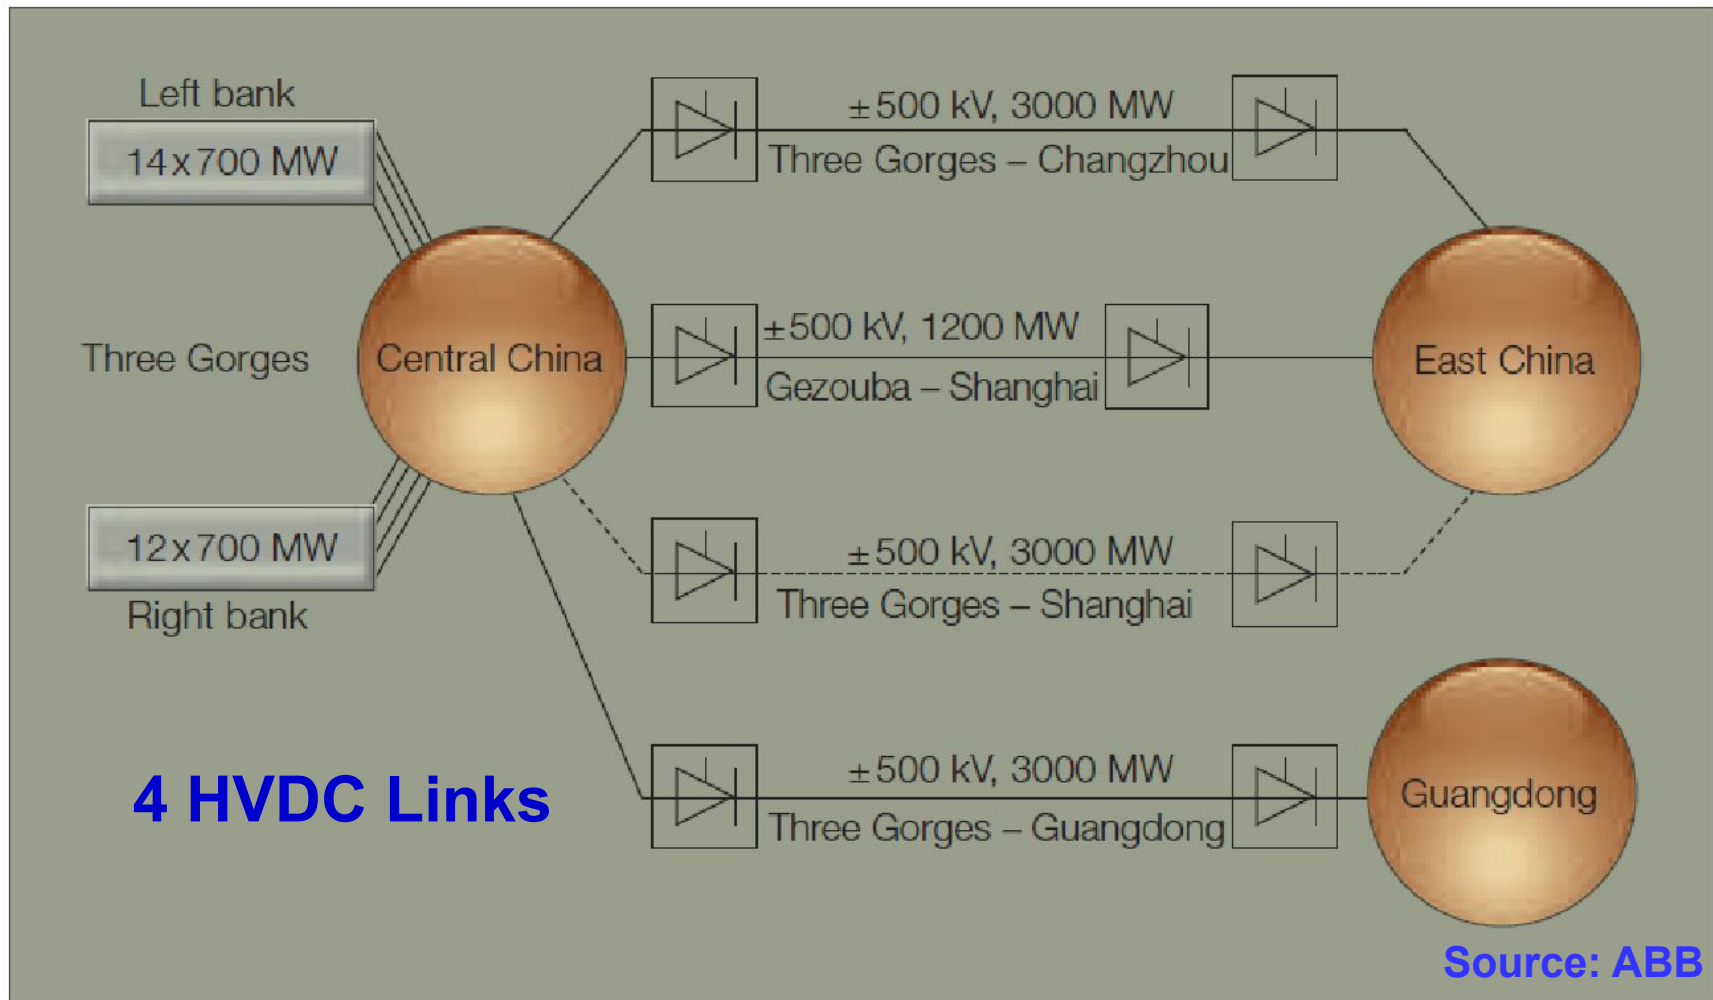 Left bank
14x700 MW
Three Gorges
12x700 MW
Right bank
Central China
±500 kV, 3000 MW
Three Gorges – Changzhou
±500 kV, 1200 MW
Gezouba – Shanghai
±500 kV, 3000 MW
Three Gorges – Shanghai
±500 kV, 3000 MW
Three Gorges – Guangdong
East China
Guangdong
4 HVDC Links
Source: ABB